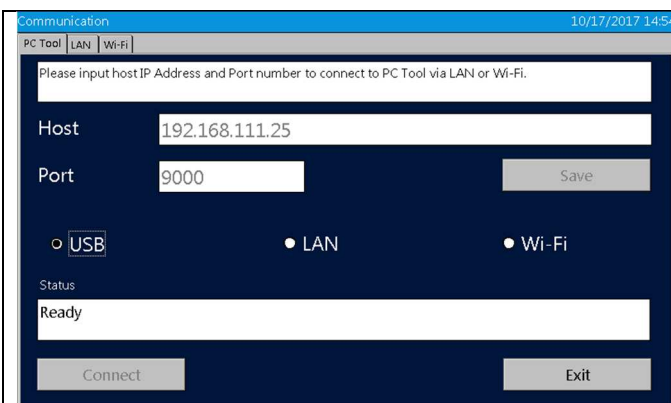 Communication 10/17/2017 14:54
PC Tool LAN Wi-Fi
Please input host IP Address and Port number to connect to PC Tool via LAN or Wi-Fi.
Host 192.168.111.25
Port 9000 Save
USB LAN Wi-Fi
Status
Ready
Connect Exit